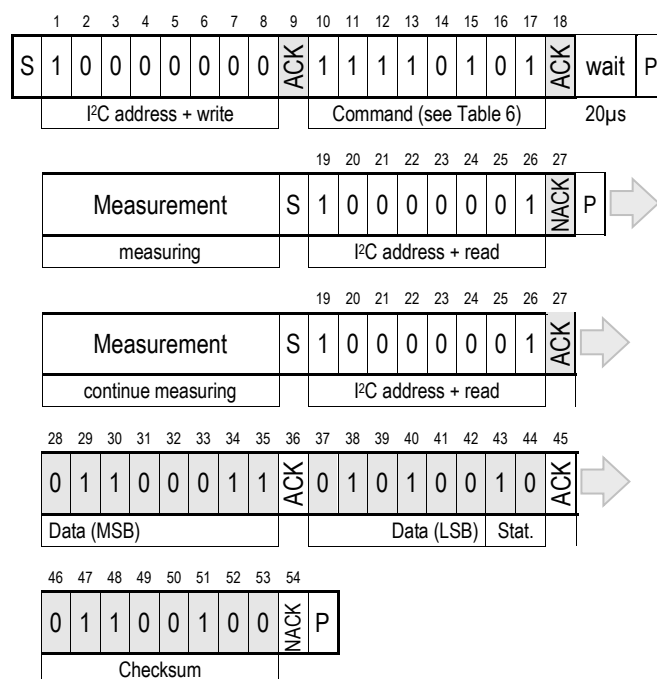 1 2 3 4 5 6 7 8 9 10 11 12 13 14 15 16 17 18
S 1 0 0 0 0 0 0 0 ACK 1 1 1 1 0 1 0 1 ACK wait P
I²C address + write Command (see Table 6) 20µs
19 20 21 22 23 24 25 26 27
Measurement S 1 0 0 0 0 0 0 1 NACK P
measuring I²C address + read
19 20 21 22 23 24 25 26 27
Measurement S 1 0 0 0 0 0 0 1 ACK
continue measuring I²C address + read
28 29 30 31 32 33 34 35 36 37 38 39 40 41 42 43 44 45
0 1 1 0 0 0 1 1 ACK 0 1 0 1 0 0 1 0 ACK
Data (MSB) Data (LSB) Stat.
46 47 48 49 50 51 52 53 54
0 1 1 0 0 1 0 0 NACK P
Checksum